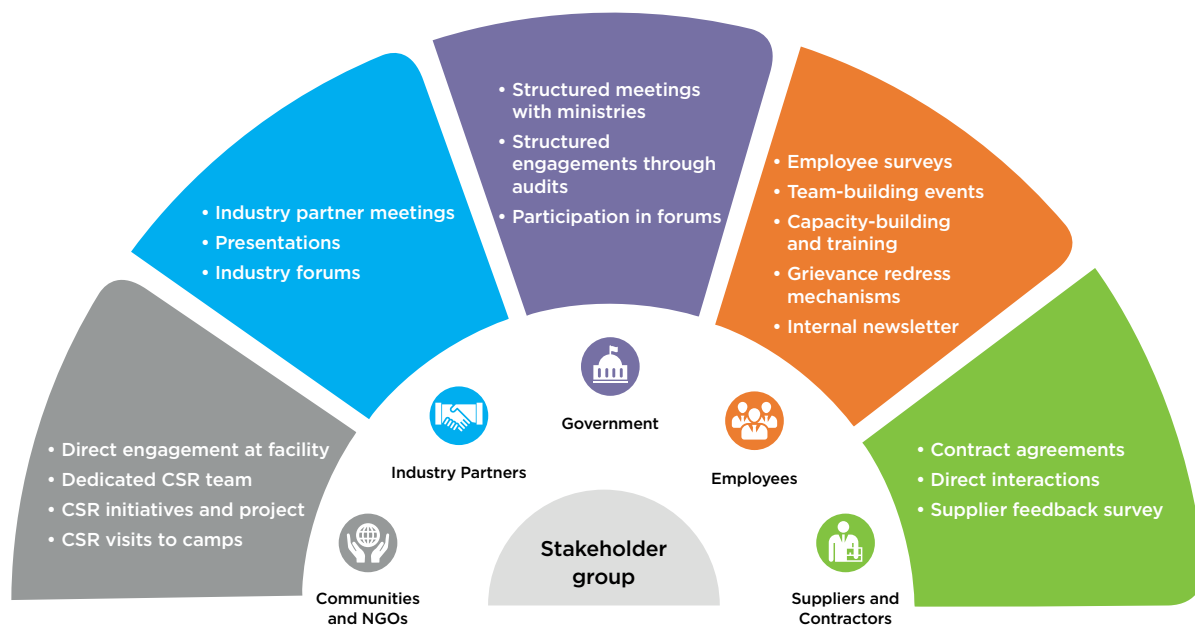 • Direct engagement at facility
• Dedicated CSR team
• CSR initiatives and project
• CSR visits to camps
Communities
and NGOs
• Industry partner meetings
• Presentations
• Industry forums
Industry Partners
• Structured meetings
with ministries
• Structured
engagements through
audits
• Participation in forums
Government
• Employee surveys
• Team-building events
• Capacity-building
and training
• Grievance redress
mechanisms
• Internal newsletter
Employees
• Contract agreements
• Direct interactions
• Supplier feedback survey
Suppliers and
Contractors
Stakeholder
group